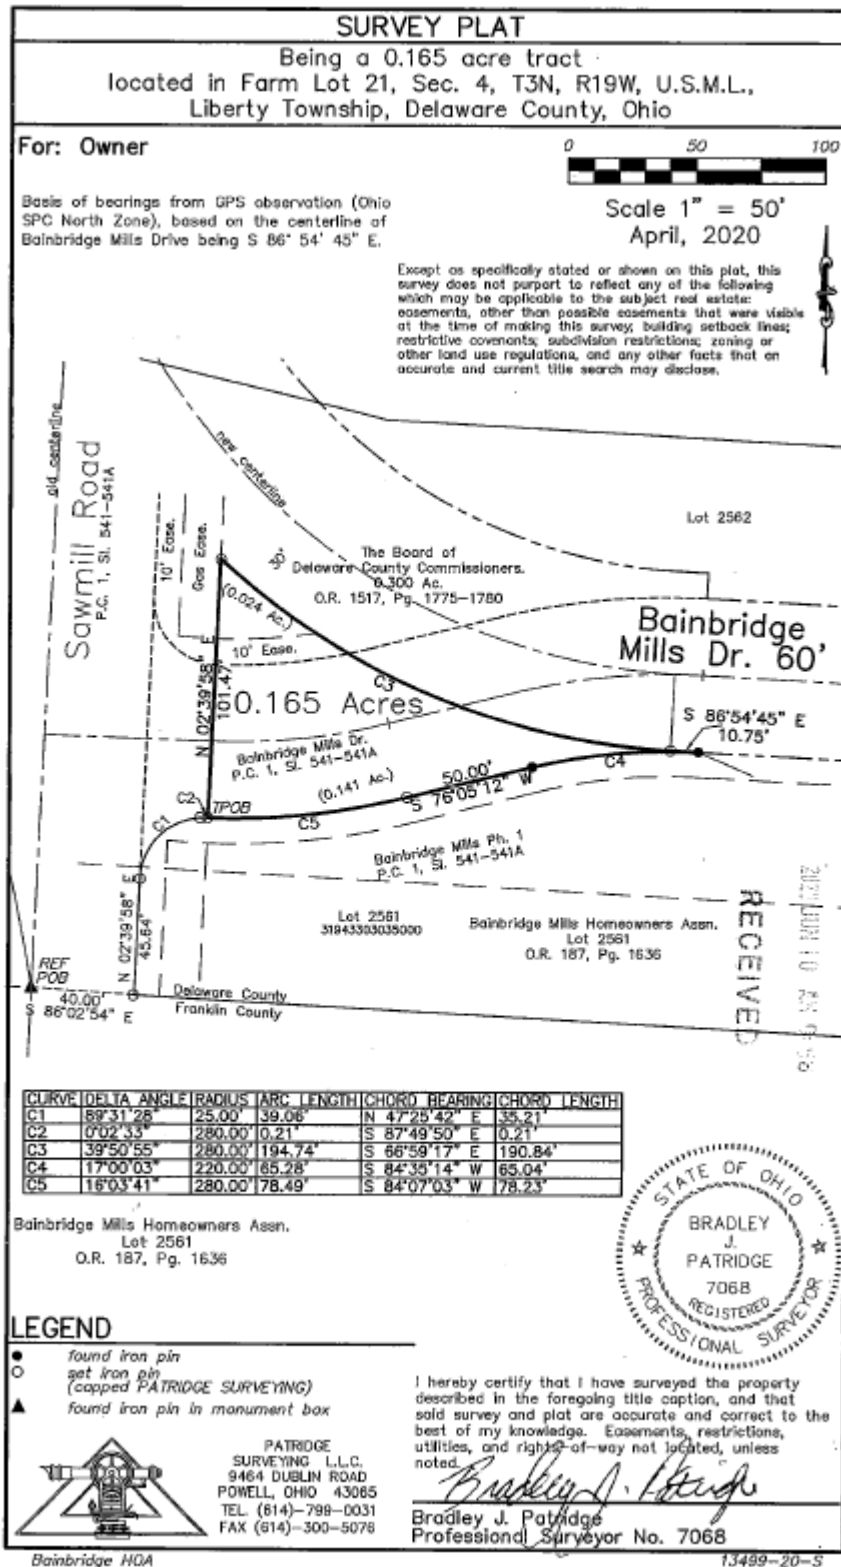 SURVEY PLAT
Being a 0.165 acre tract
located in Farm Lot 21, Sec. 4, T3N, R19W, U.S.M.L.,
Liberty Township, Delaware County, Ohio
For: Owner
0 50 100
Basis of bearings from GPS observation (Ohio
SPC North Zone), based on the centerline of
Bainbridge Mills Drive being S 86° 54' 45" E.
Scale 1" = 50'
April, 2020
Except as specifically stated or shown on this plat, this
survey does not purport to reflect any of the following
which may be applicable to the subject real estate:
easements, other than possible easements that were visible
at the time of making this survey; building setback lines;
restrictive covenants; subdivision restrictions; zoning or
other land use regulations, and any other facts that an
accurate and current title search may disclose.
old centerline
Sawmill Road
P.C. 1, Sl. 541-541A
new centerline
10' Ease.
Gas Ease.
30'
Lot 2562
The Board of
Delaware County Commissioners.
0.300 Ac.
O.R. 1517, Pg. 1775-1780
(0.024 Ac.)
10' Ease.
Bainbridge
Mills Dr. 60'
N 02°39'58" E
101.47'
C3
0.165 Acres
S 86°54'45" E
10.75'
Bainbridge Mills Dr.
P.C. 1, Sl. 541-541A
(0.141 Ac.)
50.00'
S 76°05'12" W
C4
C2
TPOB
C1
C5
Bainbridge Mills Ph. 1
P.C. 1, Sl. 541-541A
N 02°39'58" E
45.64'
Lot 2561
31943303035000
Bainbridge Mills Homeowners Assn.
Lot 2561
O.R. 187, Pg. 1636
RECEIVED
REF
POB
40.00'
S 86°02'54" E
Delaware County
Franklin County
CURVE DELTA ANGLE RADIUS ARC LENGTH CHORD BEARING CHORD LENGTH
C1 89°31'28" 25.00' 39.06' N 47°25'42" E 35.21'
C2 0°02'33" 280.00' 0.21' S 87°49'50" E 0.21'
C3 39°50'55" 280.00' 194.74' S 66°59'17" E 190.84'
C4 17°00'03" 220.00' 65.28' S 84°35'14" W 65.04'
C5 16°03'41" 280.00' 78.49' S 84°07'03" W 78.23'
Bainbridge Mills Homeowners Assn.
Lot 2561
O.R. 187, Pg. 1636
STATE OF OHIO
BRADLEY
J.
PATRIDGE
7068
REGISTERED
PROFESSIONAL SURVEYOR
LEGEND
found iron pin
set iron pin
(capped PATRIDGE SURVEYING)
found iron pin in monument box
I hereby certify that I have surveyed the property
described in the foregoing title caption, and that
said survey and plat are accurate and correct to the
best of my knowledge. Easements, restrictions,
utilities, and right-of-way not located, unless
noted.
PATRIDGE
SURVEYING L.L.C.
9464 DUBLIN ROAD
POWELL, OHIO 43065
TEL. (614)-799-0031
FAX (614)-300-5076
Bradley J. Patridge
Bradley J. Patridge
Professional Surveyor No. 7068
Bainbridge HOA
13499-20-S